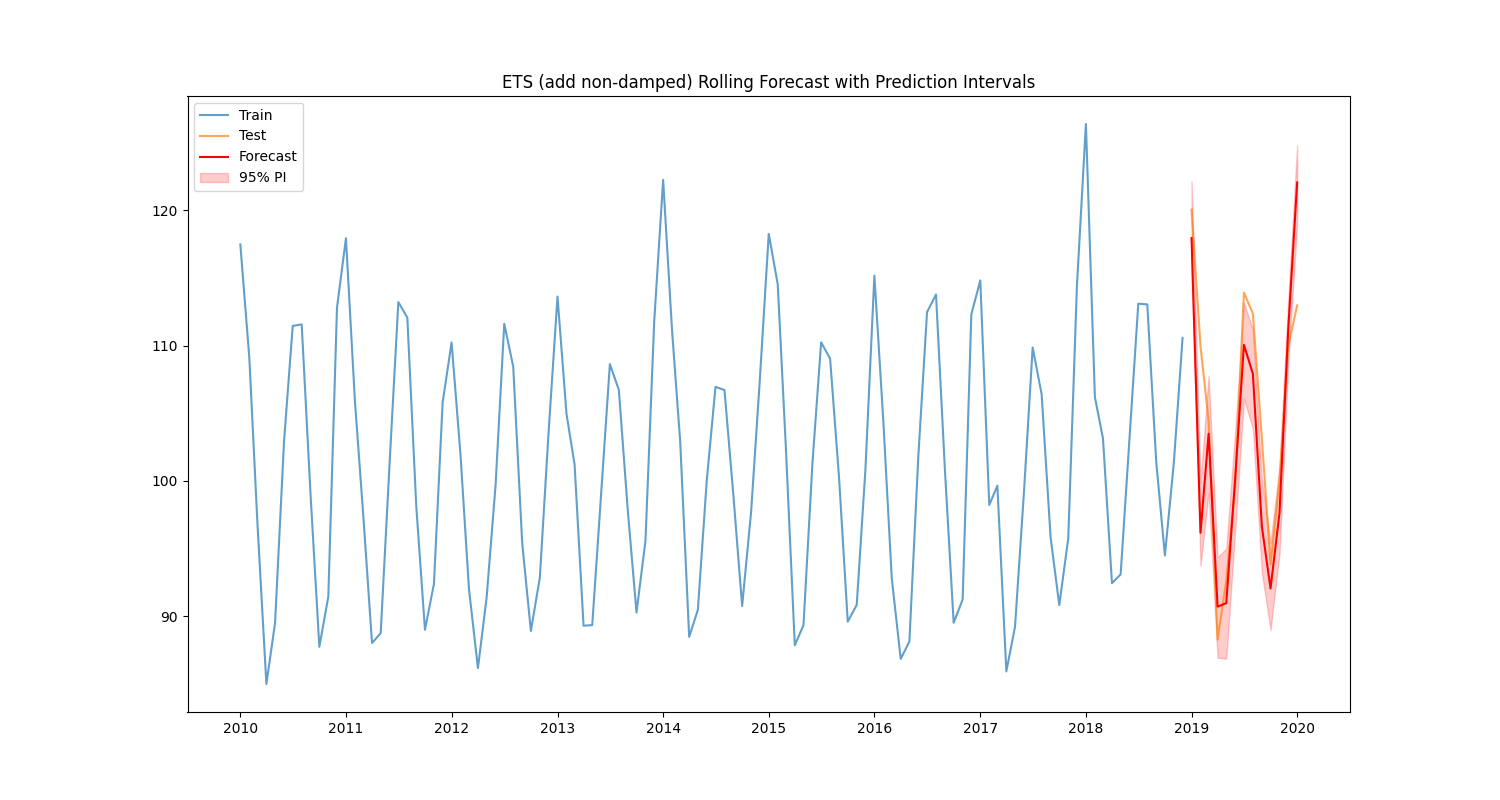 ETS (add non-damped) Rolling Forecast with Prediction Intervals
Train
Test
Forecast
95% PI
120
110
100
90
2010 2011 2012 2013 2014 2015 2016 2017 2018 2019 2020